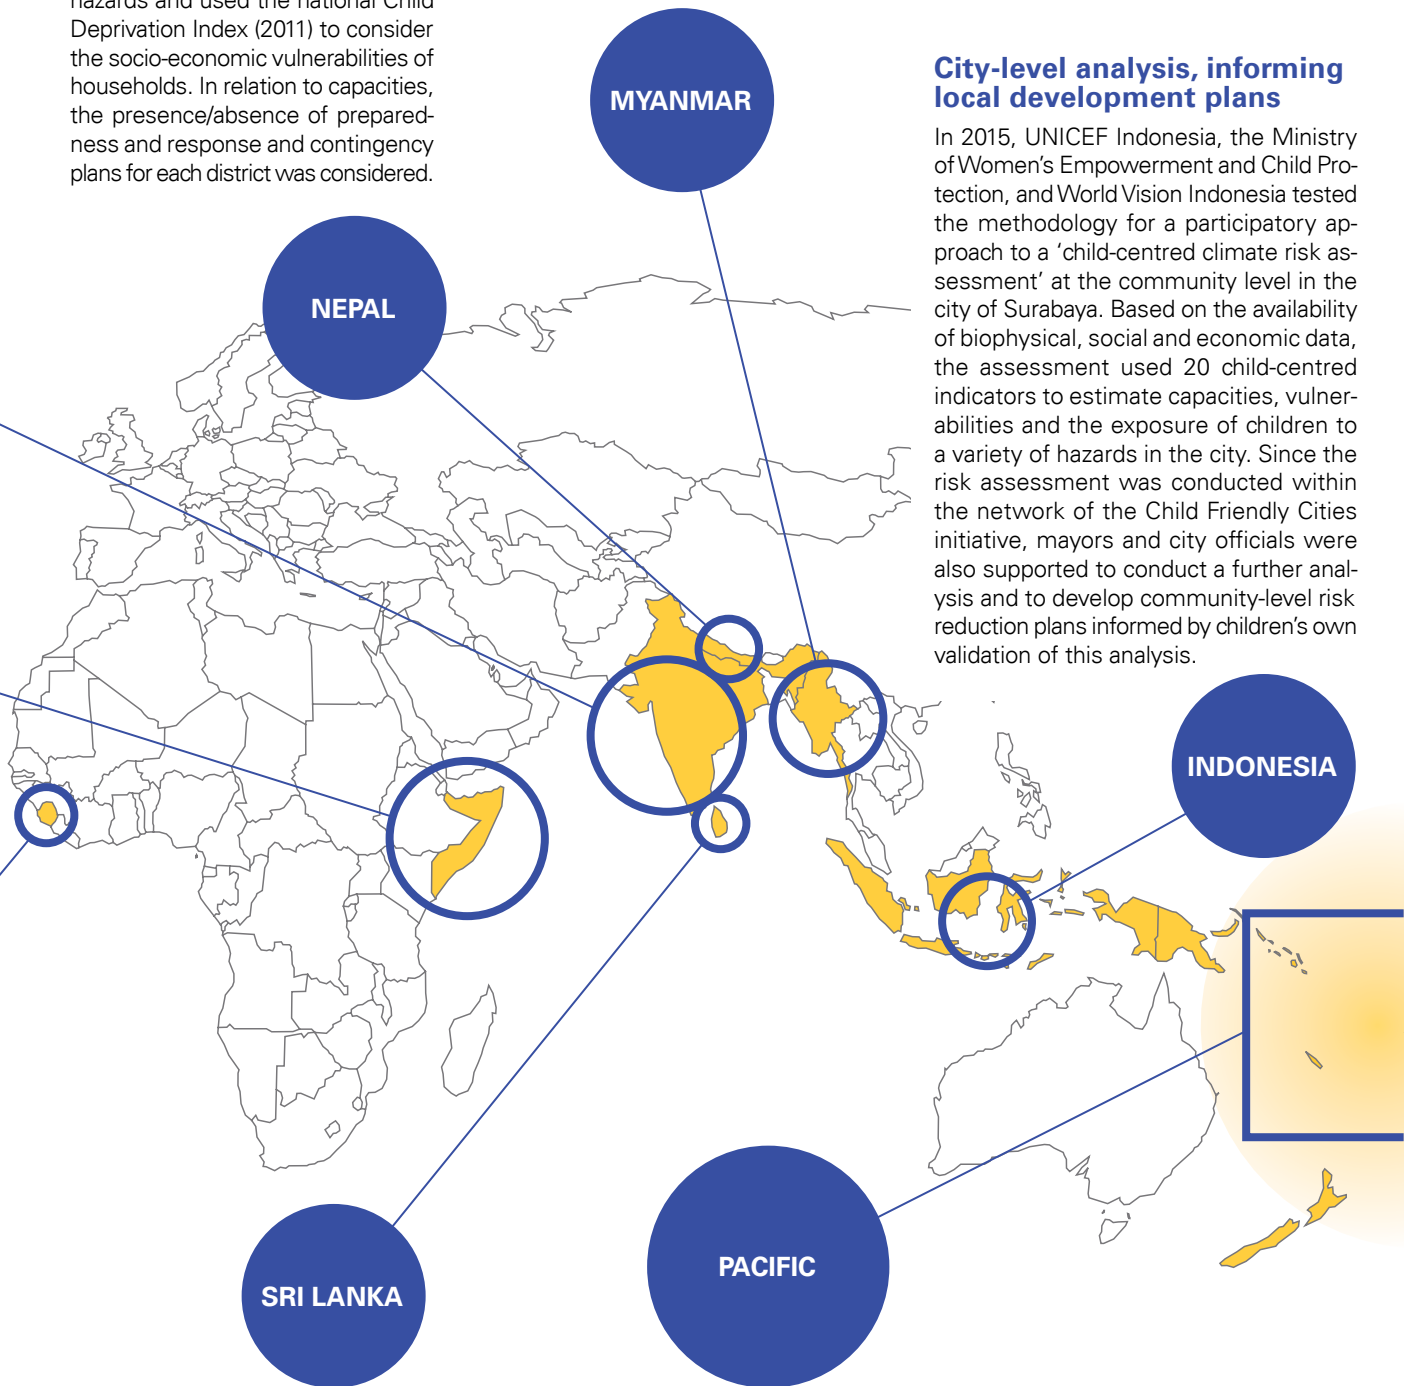 hazards and used the national Child
Deprivation Index (2011) to consider
the socio-economic vulnerabilities of
households. In relation to capacities,
the presence/absence of prepared-
ness and response and contingency
plans for each district was considered.
MYANMAR
NEPAL
City-level analysis, informing
local development plans
In 2015, UNICEF Indonesia, the Ministry
of Women's Empowerment and Child Pro-
tection, and World Vision Indonesia tested
the methodology for a participatory ap-
proach to a 'child-centred climate risk as-
sessment' at the community level in the
city of Surabaya. Based on the availability
of biophysical, social and economic data,
the assessment used 20 child-centred
indicators to estimate capacities, vulner-
abilities and the exposure of children to
a variety of hazards in the city. Since the
risk assessment was conducted within
the network of the Child Friendly Cities
initiative, mayors and city officials were
also supported to conduct a further anal-
ysis and to develop community-level risk
reduction plans informed by children's own
validation of this analysis.
INDONESIA
PACIFIC
SRI LANKA